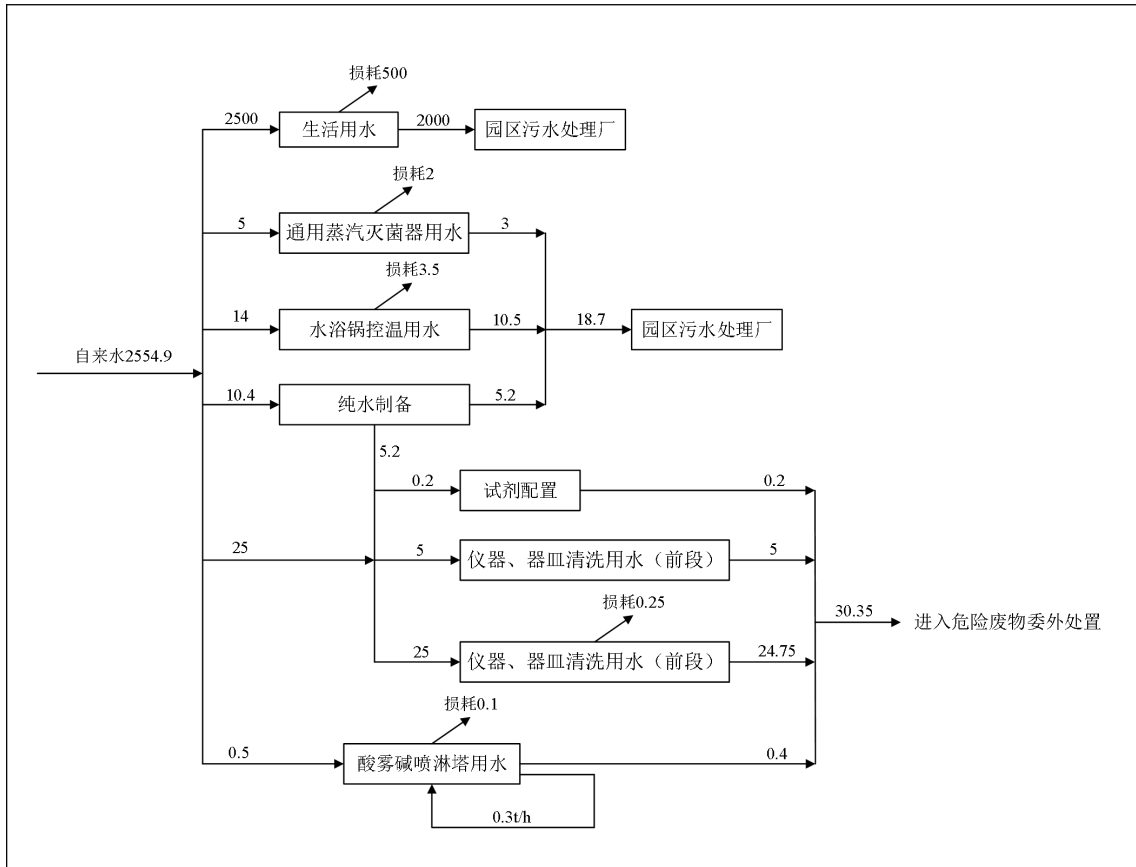 损耗500
2500
生活用水
2000
园区污水处理厂
损耗2
5
通用蒸汽灭菌器用水
3
损耗3.5
14
水浴锅控温用水
10.5
18.7
园区污水处理厂
自来水2554.9
10.4
纯水制备
5.2
5.2
0.2
试剂配置
0.2
25
5
仪器、器皿清洗用水（前段）
5
损耗0.25
30.35
进入危险废物委外处置
25
仪器、器皿清洗用水（前段）
24.75
损耗0.1
0.5
酸雾碱喷淋塔用水
0.4
0.3t/h